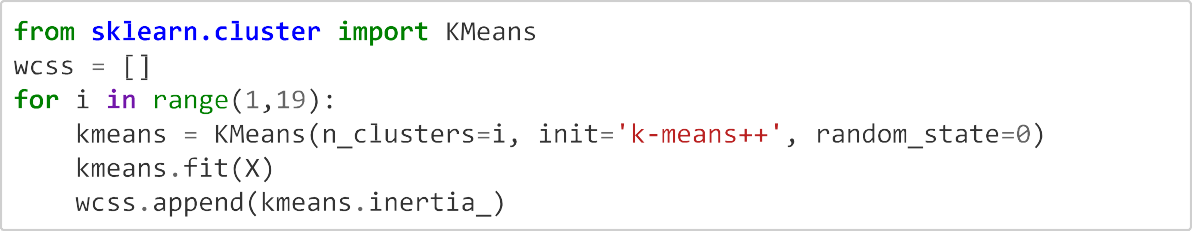 from sklearn.cluster import KMeans
wcss = []
for i in range(1,19):
    kmeans = KMeans(n_clusters=i, init='k-means++', random_state=0)
    kmeans.fit(X)
    wcss.append(kmeans.inertia_)